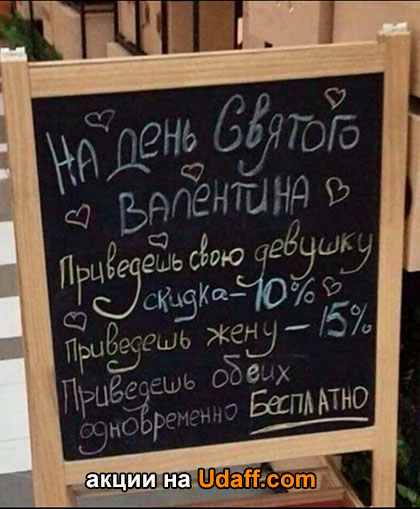 НА ДЕНЬ Святого
ВАЛЕНТИНА
Приведёшь свою девушку
скидка – 10%
Приведешь жену – 15%
Приведешь обеих
одновременно БЕСПЛАТНО
акции на Udaff.com